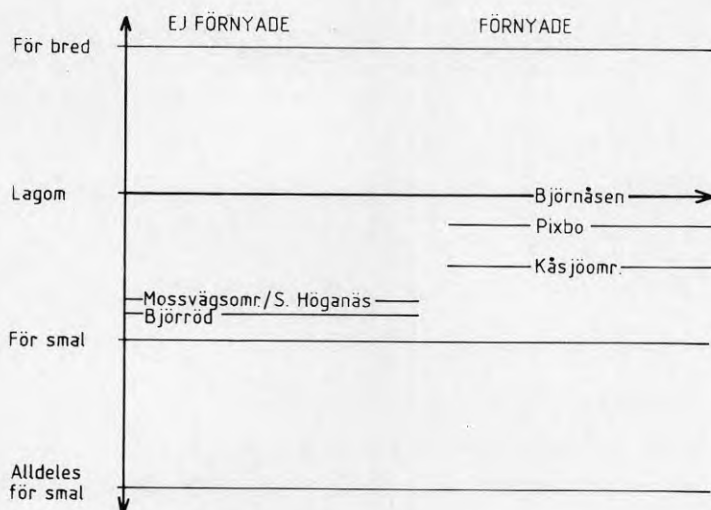 EJ FÖRNYADE FÖRNYADE
För bred
Lagom
Björnåsen
Pixbo
Kåsjöomr.
Mossvägsomr/S. Höganäs
Björröd
För smal
Alldeles
för smal